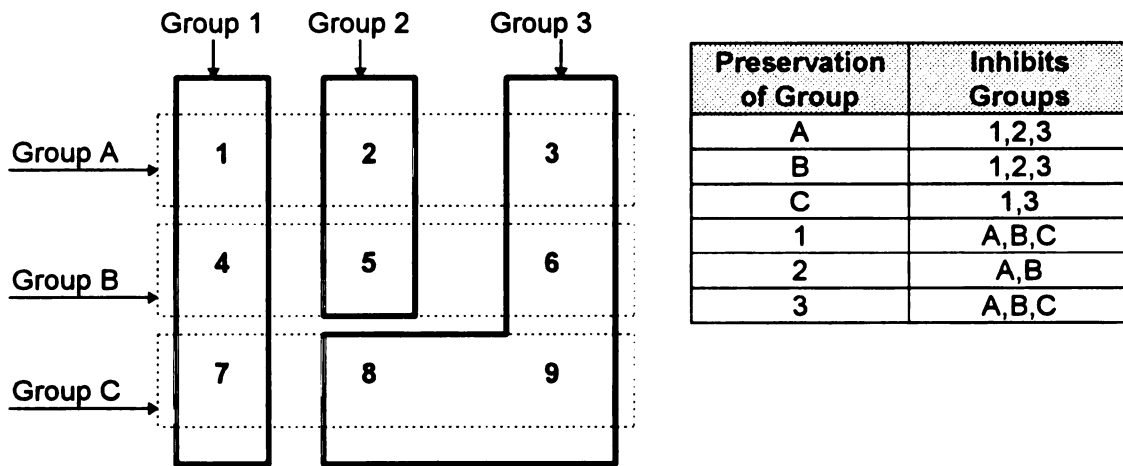 Group 1 Group 2 Group 3
Group A 1 2 3
Group B 4 5 6
Group C 7 8 9
Preservation of Group Inhibits Groups
A 1,2,3
B 1,2,3
C 1,3
1 A,B,C
2 A,B
3 A,B,C